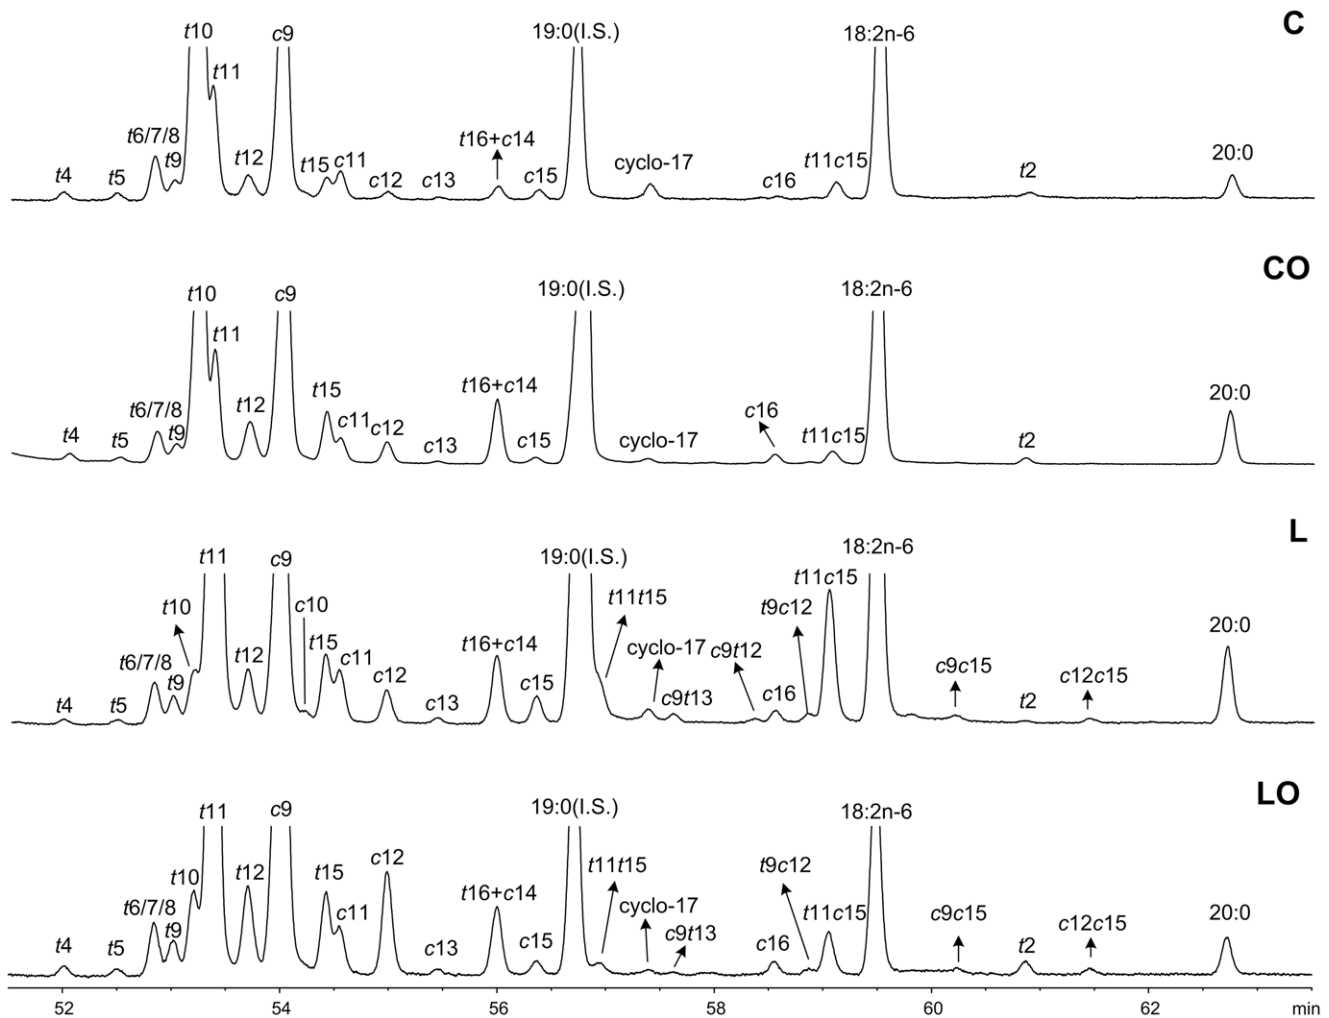 C
t10 c9 19:0(I.S.) 18:2n-6
t11
t6/7/8 t9 t12 t15 c11 t16+c14 cyclo-17 t11c15 20:0
t4 t5 c12 c13 c15 c16 t2
CO
t10 c9 19:0(I.S.) 18:2n-6
t11
t6/7/8 t12 t15 t16+c14 c16 20:0
t4 t5 t9 c11 c12 c13 c15 cyclo-17 t11c15 t2
L
t11 c9 19:0(I.S.) 18:2n-6
t10 c10 t11t15 t9c12 t11c15
t6/7/8 t9 t12 t15 c11 t16+c14 cyclo-17 c9t12 20:0
t4 t5 c12 c13 c15 c9t13 c16 c9c15 t2 c12c15
LO
t11 c9 19:0(I.S.) 18:2n-6
t10 t12 t15 c12 t11t15 t9c12
t6/7/8 t9 c11 t16+c14 cyclo-17 t11c15 c9c15 c12c15 20:0
t4 t5 c13 c15 c9t13 c16 t2
52 54 56 58 60 62 min